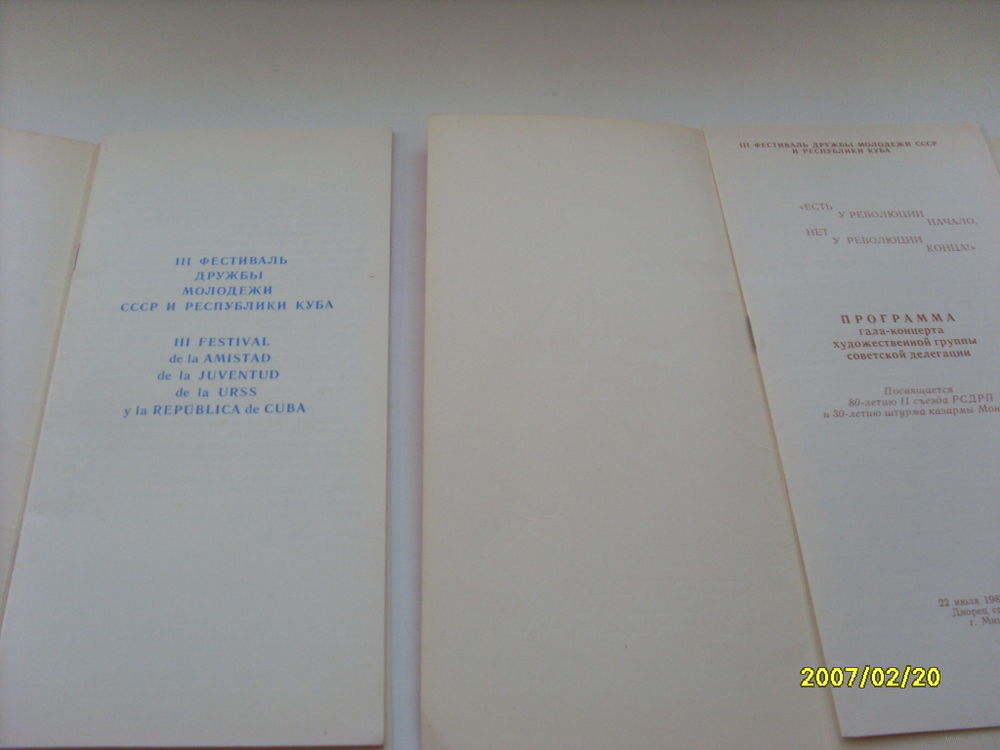 III ФЕСТИВАЛЬ
ДРУЖБЫ
МОЛОДЕЖИ
СССР И РЕСПУБЛИКИ КУБА
III FESTIVAL
de la AMISTAD
de la JUVENTUD
de la URSS
y la REPÚBLICA de CUBA
III ФЕСТИВАЛЬ ДРУЖБЫ МОЛОДЕЖИ СССР
И РЕСПУБЛИКИ КУБА
«ЕСТЬ
У РЕВОЛЮЦИИ
НАЧАЛО,
НЕТ
У РЕВОЛЮЦИИ
КОНЦА!»
ПРОГРАММА
гала-концерта
художественной группы
советской делегации
Посвящается
80-летию II съезда РСДРП
и 30-летию штурма казармы Мон
22 июля 198
Дворец
г.
2007/02/20